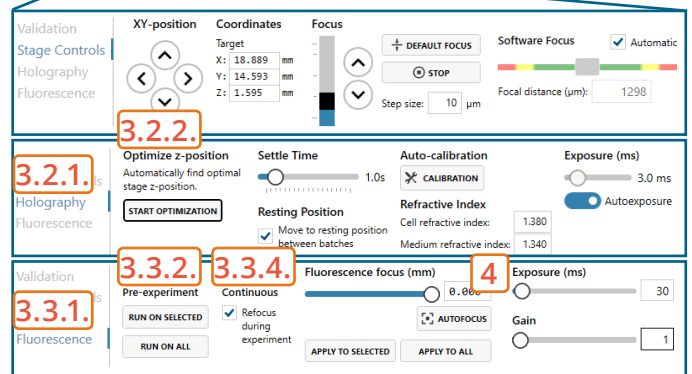 Validation
Stage Controls
Holography
Fluorescence
XY-position
Coordinates
Target
X: 18.889 mm
Y: 14.593 mm
Z: 1.595 mm
Focus
DEFAULT FOCUS
STOP
Step size: 10 μm
Software Focus
Automatic
Focal distance (μm): 1298
3.2.2.
3.2.1.
Holography
Fluorescence
Optimize z-position
Automatically find optimal
stage z-position.
START OPTIMIZATION
Settle Time
1.0s
Resting Position
Move to resting position
between batches
Auto-calibration
CALIBRATION
Refractive Index
Cell refractive index: 1.380
Medium refractive index: 1.340
Exposure (ms)
3.0 ms
Autoexposure
3.3.2.
3.3.4.
4
Validation
3.3.1.
Fluorescence
Pre-experiment
RUN ON SELECTED
RUN ON ALL
Continuous
Refocus
during
experiment
Fluorescence focus (mm)
AUTOFOCUS
APPLY TO SELECTED
APPLY TO ALL
Exposure (ms)
30
Gain
1